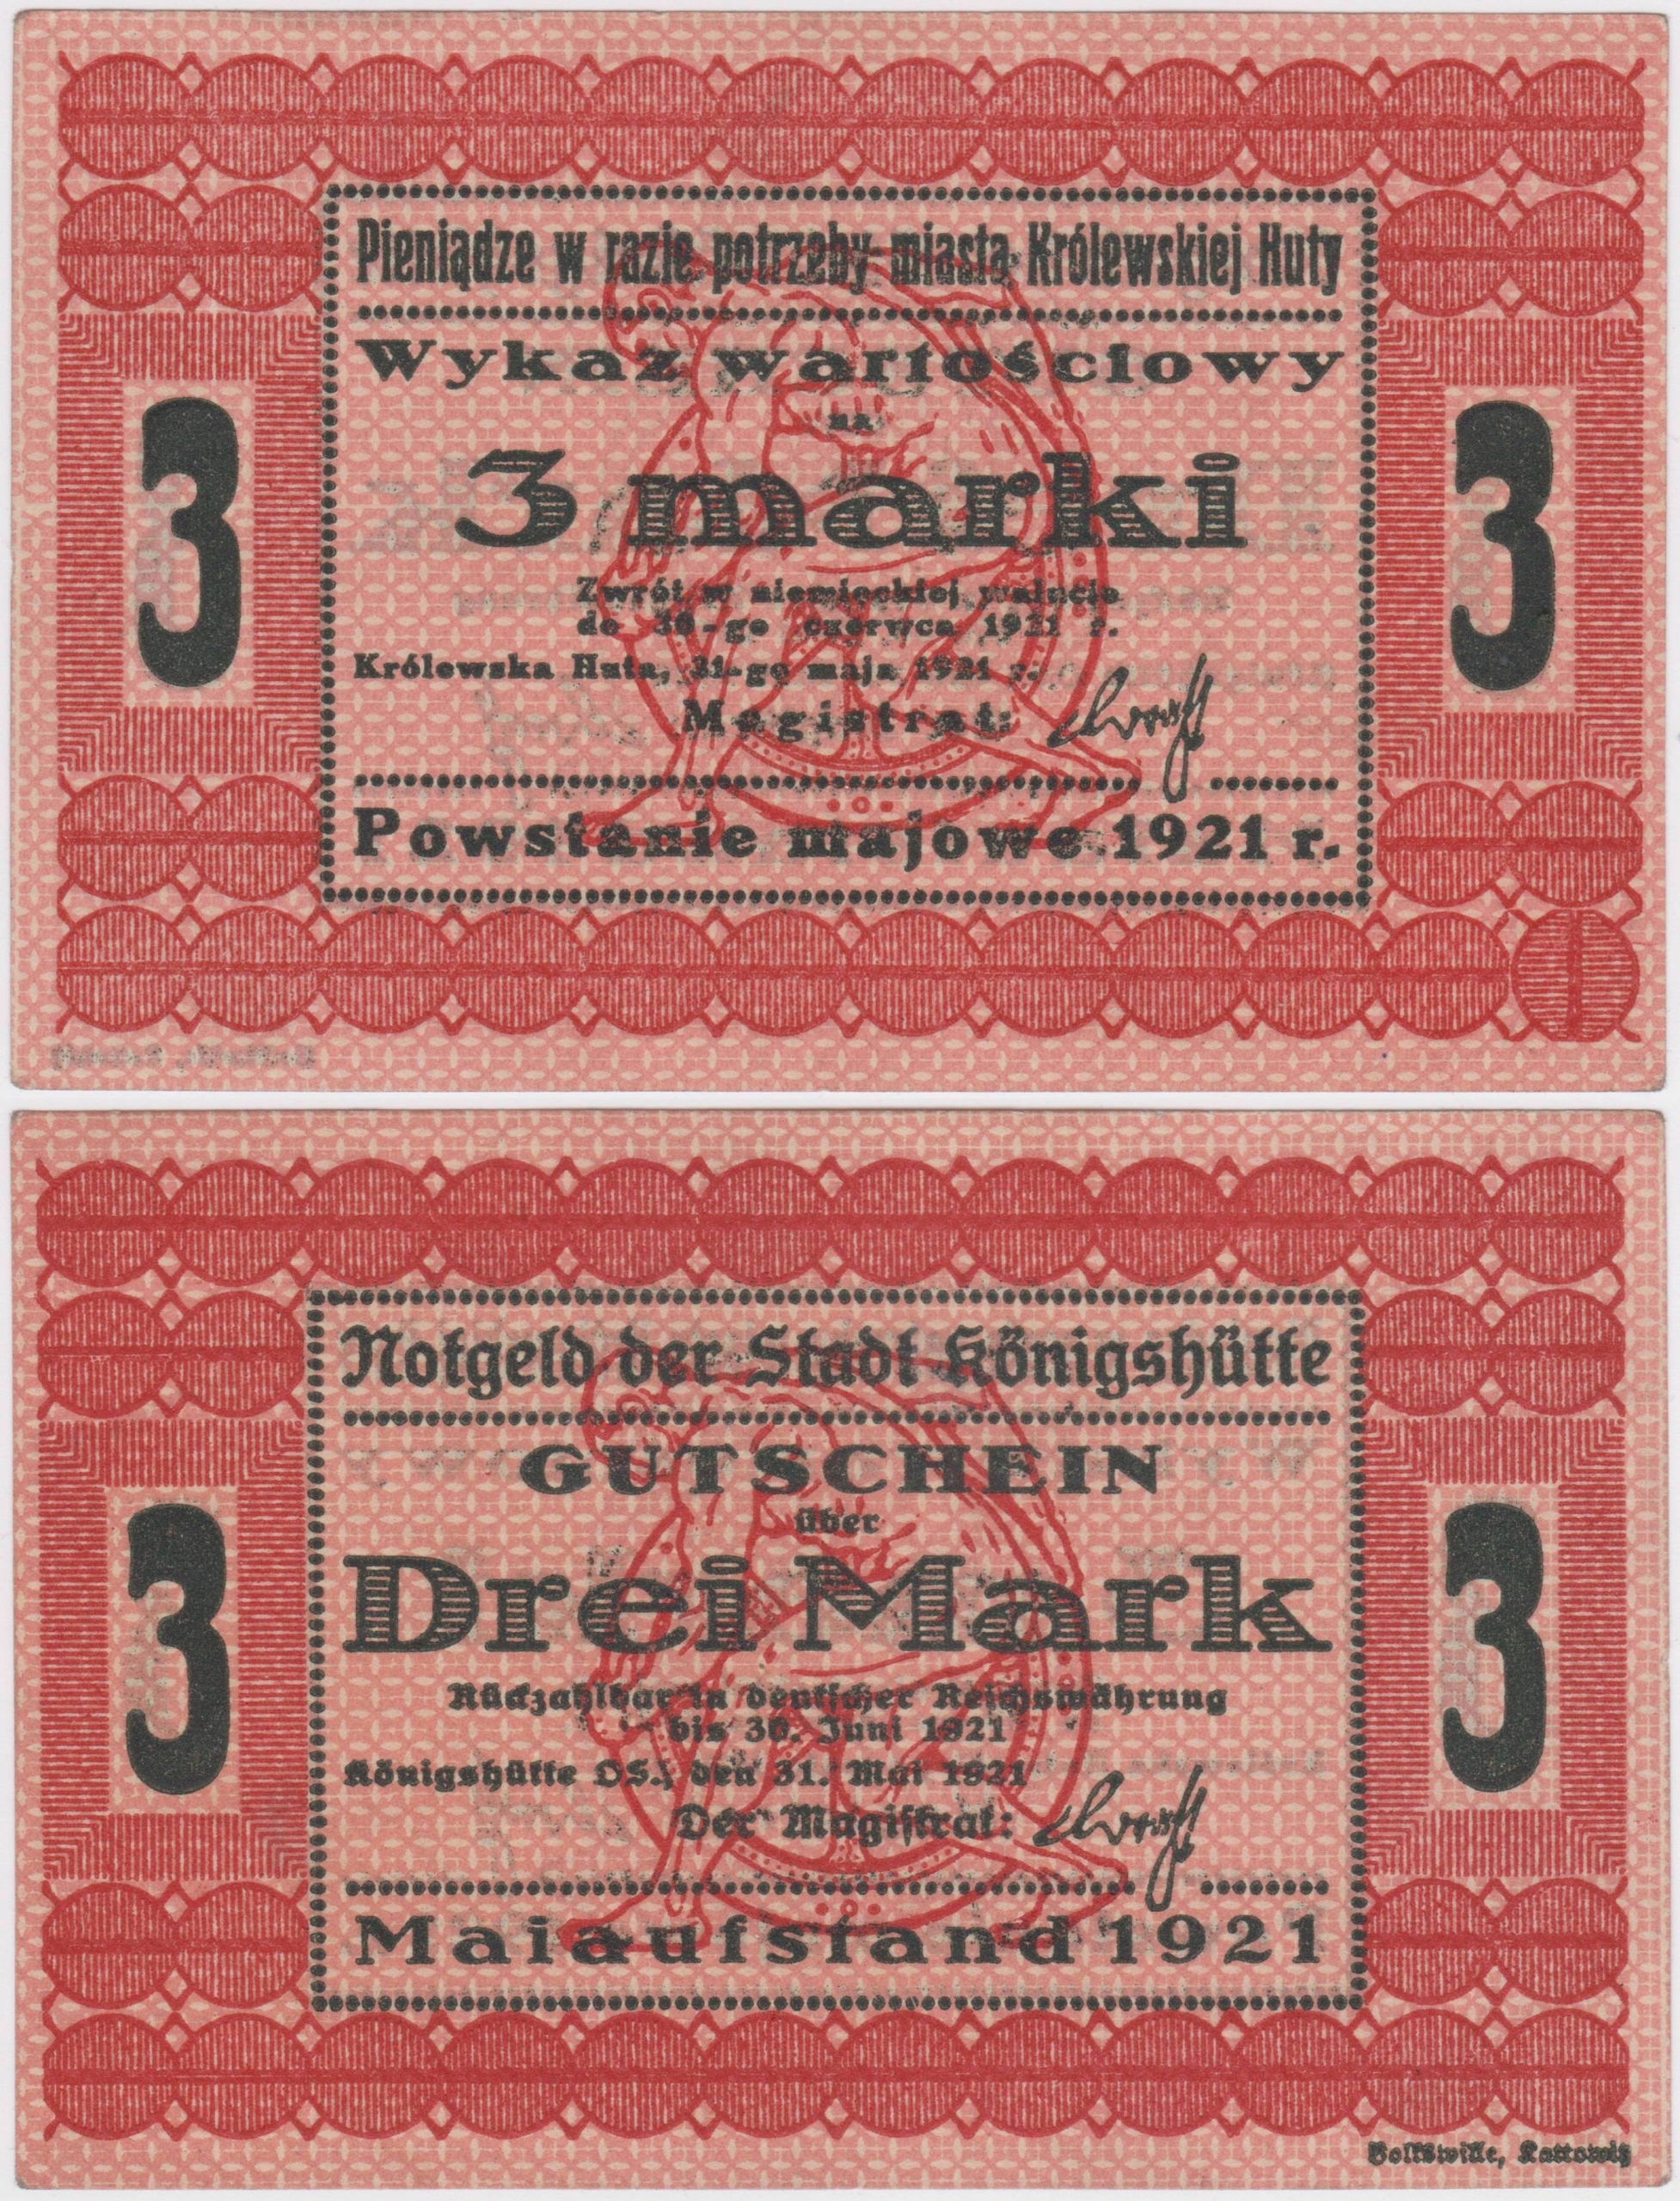 Pieniądze w razie potrzeby miasta Królewskiej Huty
Wykaz wartościowy
na
3 marki
3
3
Zwrót w niemieckiej walucie
do 30-go czerwca 1921 r.
Królewska Huta, 31-go maja 1921 r.
Magistrat:
Powstanie majowe 1921 r.
Notgeld der Stadt Königshütte
GUTSCHEIN
über
Drei Mark
3
3
Rückzahlbar in deutscher Reichswährung
bis 30. Juni 1921
Königshütte OS., den 31. Mai 1921
Der Magistrat:
Maiaufstand 1921
Volkswille, Kattowitz